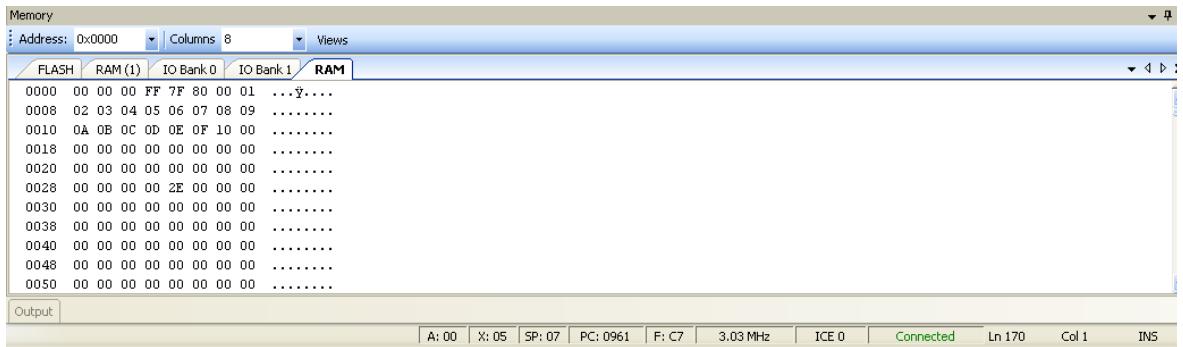 Memory
Address: 0x0000 Columns 8 Views
FLASH RAM (1) IO Bank 0 IO Bank 1 RAM
0000 00 00 00 FF 7F 80 00 01 ...ÿ....
0008 02 03 04 05 06 07 08 09 ........
0010 0A 0B 0C 0D 0E 0F 10 00 ........
0018 00 00 00 00 00 00 00 00 ........
0020 00 00 00 00 00 00 00 00 ........
0028 00 00 00 00 2E 00 00 00 ........
0030 00 00 00 00 00 00 00 00 ........
0038 00 00 00 00 00 00 00 00 ........
0040 00 00 00 00 00 00 00 00 ........
0048 00 00 00 00 00 00 00 00 ........
0050 00 00 00 00 00 00 00 00 ........
Output
A: 00 X: 05 SP: 07 PC: 0961 F: C7 3.03 MHz ICE 0 Connected Ln 170 Col 1 INS